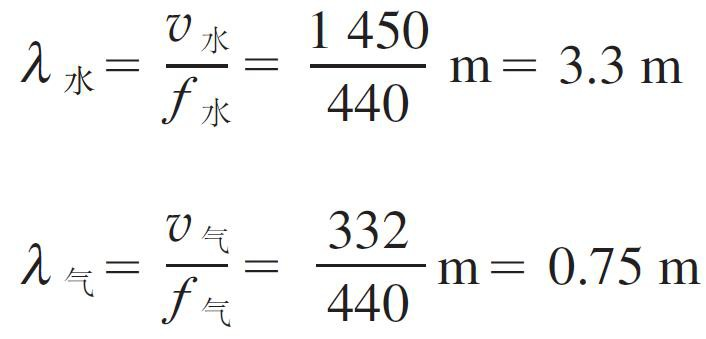 λ水 = v水/f水 = 1 450/440 m = 3.3 m
λ气 = v气/f气 = 332/440 m = 0.75 m